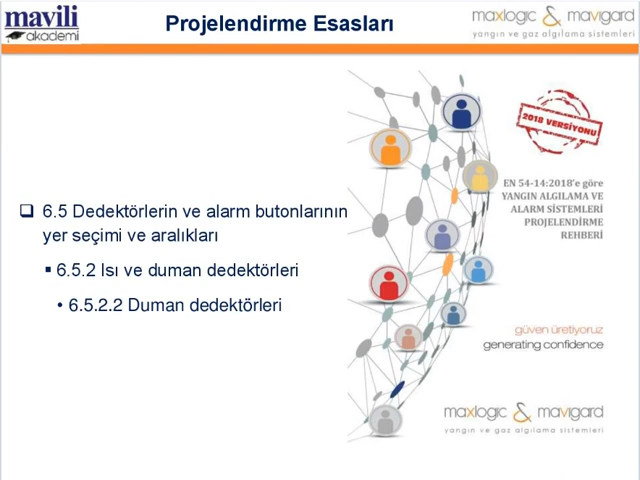 mavili
akademi
Projelendirme Esasları
maxlogic & mavigard
yangın ve gaz algılama sistemleri
2018 VERSİYONU
EN 54-14:2018'e göre
YANGIN ALGILAMA VE
ALARM SİSTEMLERİ
PROJELENDİRME
REHBERİ
6.5 Dedektörlerin ve alarm butonlarının
yer seçimi ve aralıkları
6.5.2 Isı ve duman dedektörleri
6.5.2.2 Duman dedektörleri
güven üretiyoruz
generating confidence
maxlogic & mavigard
yangın ve gaz algılama sistemleri